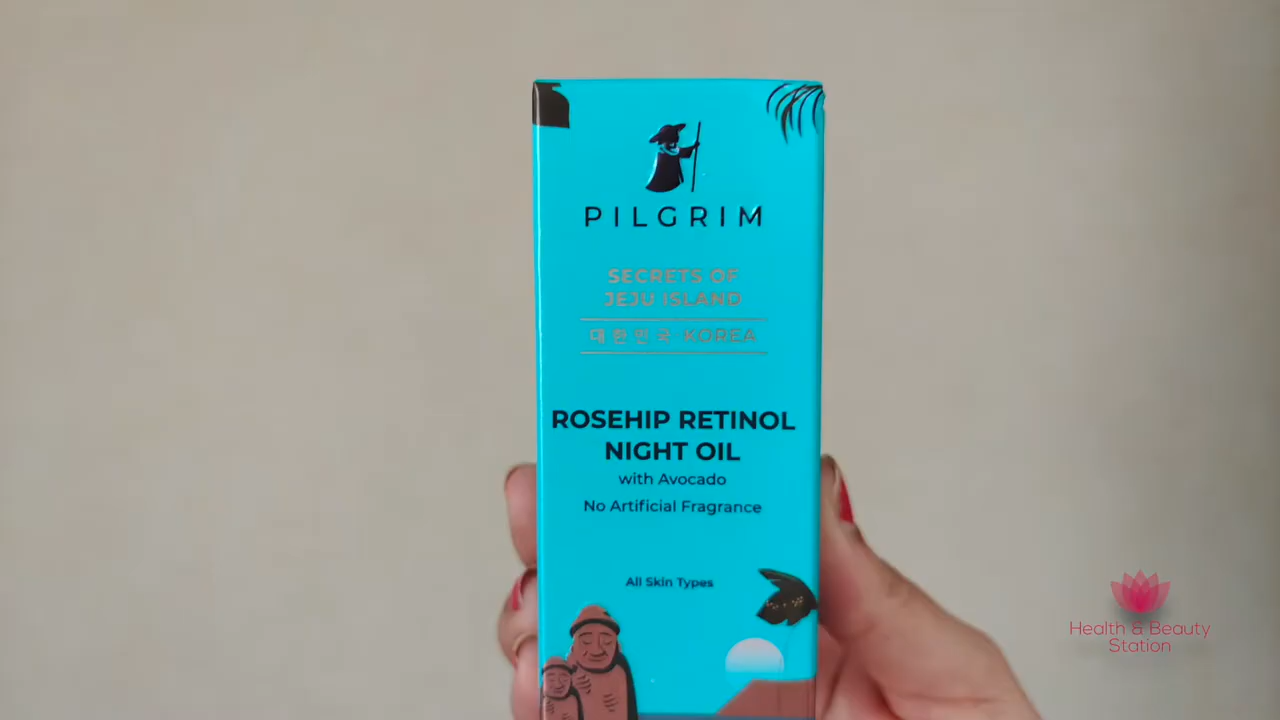 PILGRIM
SECRETS OF
JEJU ISLAND
대한민국·KOREA
ROSEHIP RETINOL
NIGHT OIL
with Avocado
No Artificial Fragrance
All Skin Types
Health & Beauty
Station